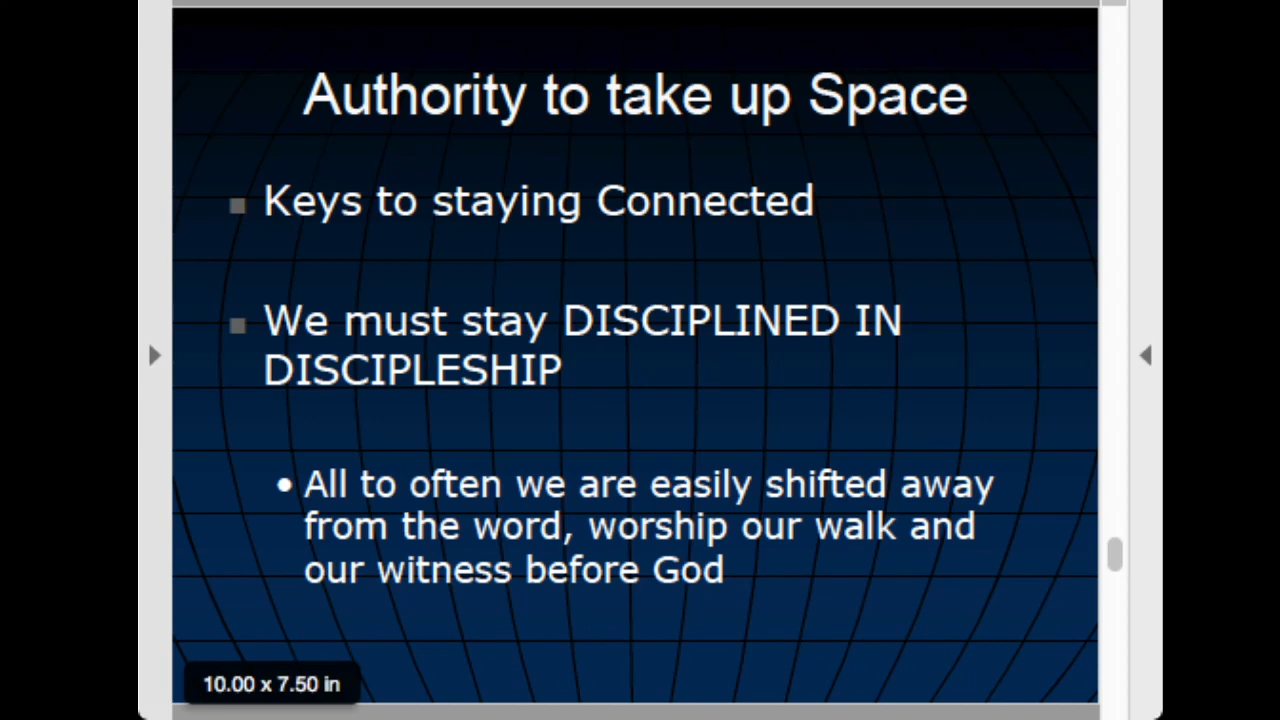 Authority to take up Space
Keys to staying Connected
We must stay DISCIPLINED IN
DISCIPLESHIP
All to often we are easily shifted away
from the word, worship our walk and
our witness before God
10.00 x 7.50 in